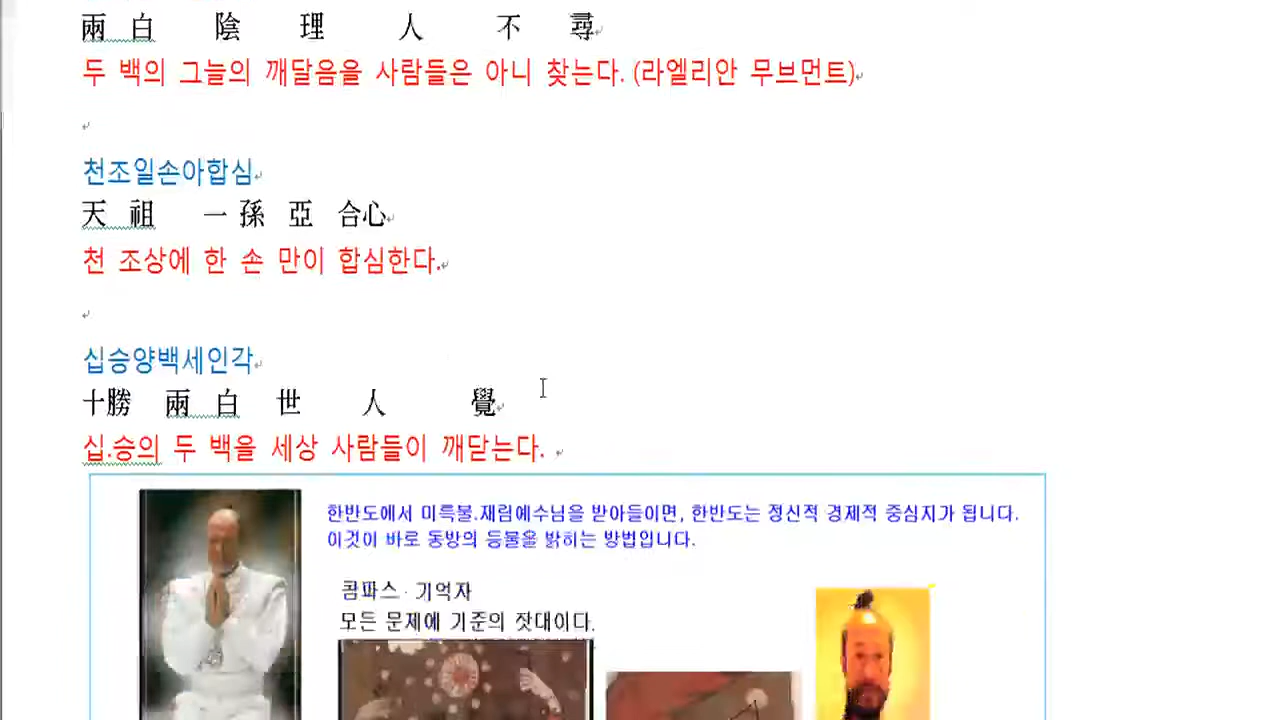 兩 白 陰 理 人 不 尋
두 백의 그늘의 깨달음을 사람들은 아니 찾는다. (라엘리안 무브먼트)
천조일손아합심
天 祖 一 孫 亞 合心
천 조상에 한 손 만이 합심한다.
십승양백세인각
十勝 兩 白 世 人 覺
십.승의 두 백을 세상 사람들이 깨닫는다.
한반도에서 미륵불.재림예수님을 받아들이면, 한반도는 정신적 경제적 중심지가 됩니다.
이것이 바로 동방의 등불을 밝히는 방법입니다.
콤파스 · 기억자
모든 문제에 기준의 잣대이다.